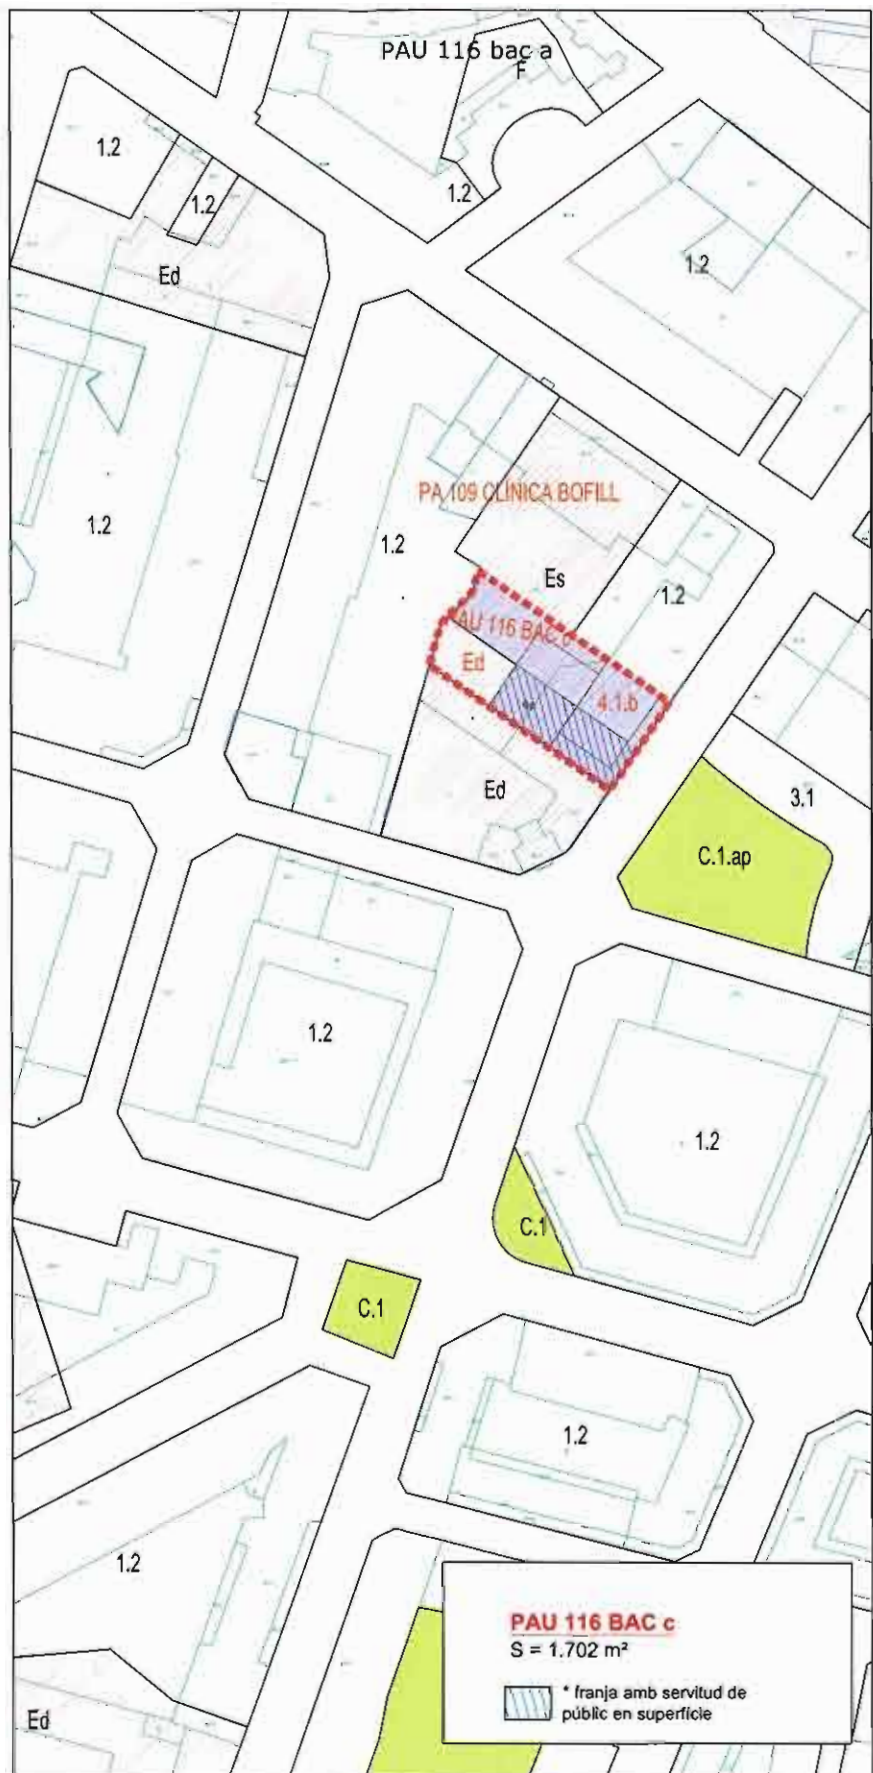 PAU 116 bac a
F
1.2
1.2
1.2
1.2
Ed
PA 109 CLÍNICA BOFILL
1.2
1.2
Es
1.2
PAU 116 BAC c
Ed
4.1.b
Ed
3.1
C.1.ap
1.2
1.2
C.1
C.1
1.2
1.2
Ed
PAU 116 BAC c
S = 1.702 m²
* franja amb servitud de
públic en superfície